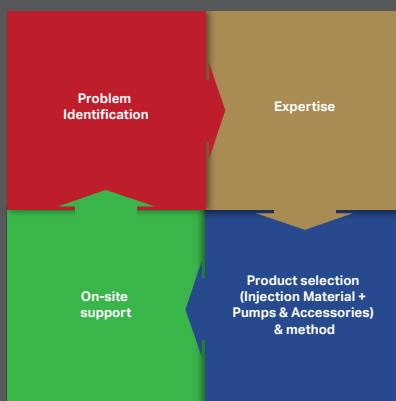 Problem
Identification
Expertise
On-site
support
Product selection
(Injection Material +
Pumps & Accessories)
& method